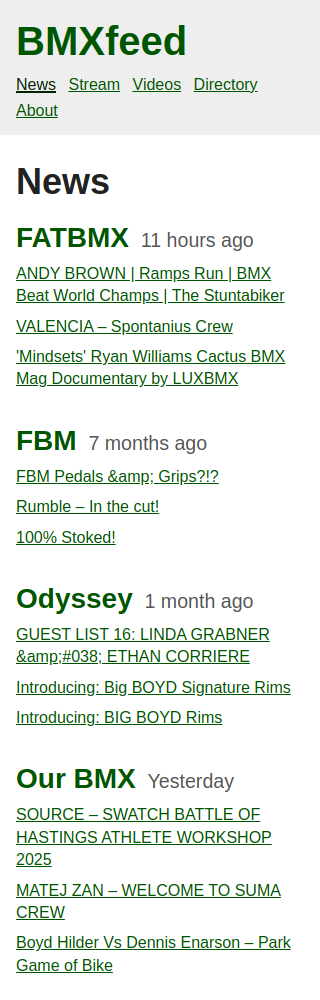 BMXfeed
News Stream Videos Directory
About
News
FATBMX 11 hours ago
ANDY BROWN | Ramps Run | BMX
Beat World Champs | The Stuntabiker
VALENCIA – Spontanius Crew
'Mindsets' Ryan Williams Cactus BMX
Mag Documentary by LUXBMX
FBM 7 months ago
FBM Pedals &amp; Grips?!?
Rumble – In the cut!
100% Stoked!
Odyssey 1 month ago
GUEST LIST 16: LINDA GRABNER
&amp;#038; ETHAN CORRIERE
Introducing: Big BOYD Signature Rims
Introducing: BIG BOYD Rims
Our BMX Yesterday
SOURCE – SWATCH BATTLE OF
HASTINGS ATHLETE WORKSHOP
2025
MATEJ ZAN – WELCOME TO SUMA
CREW
Boyd Hilder Vs Dennis Enarson – Park
Game of Bike